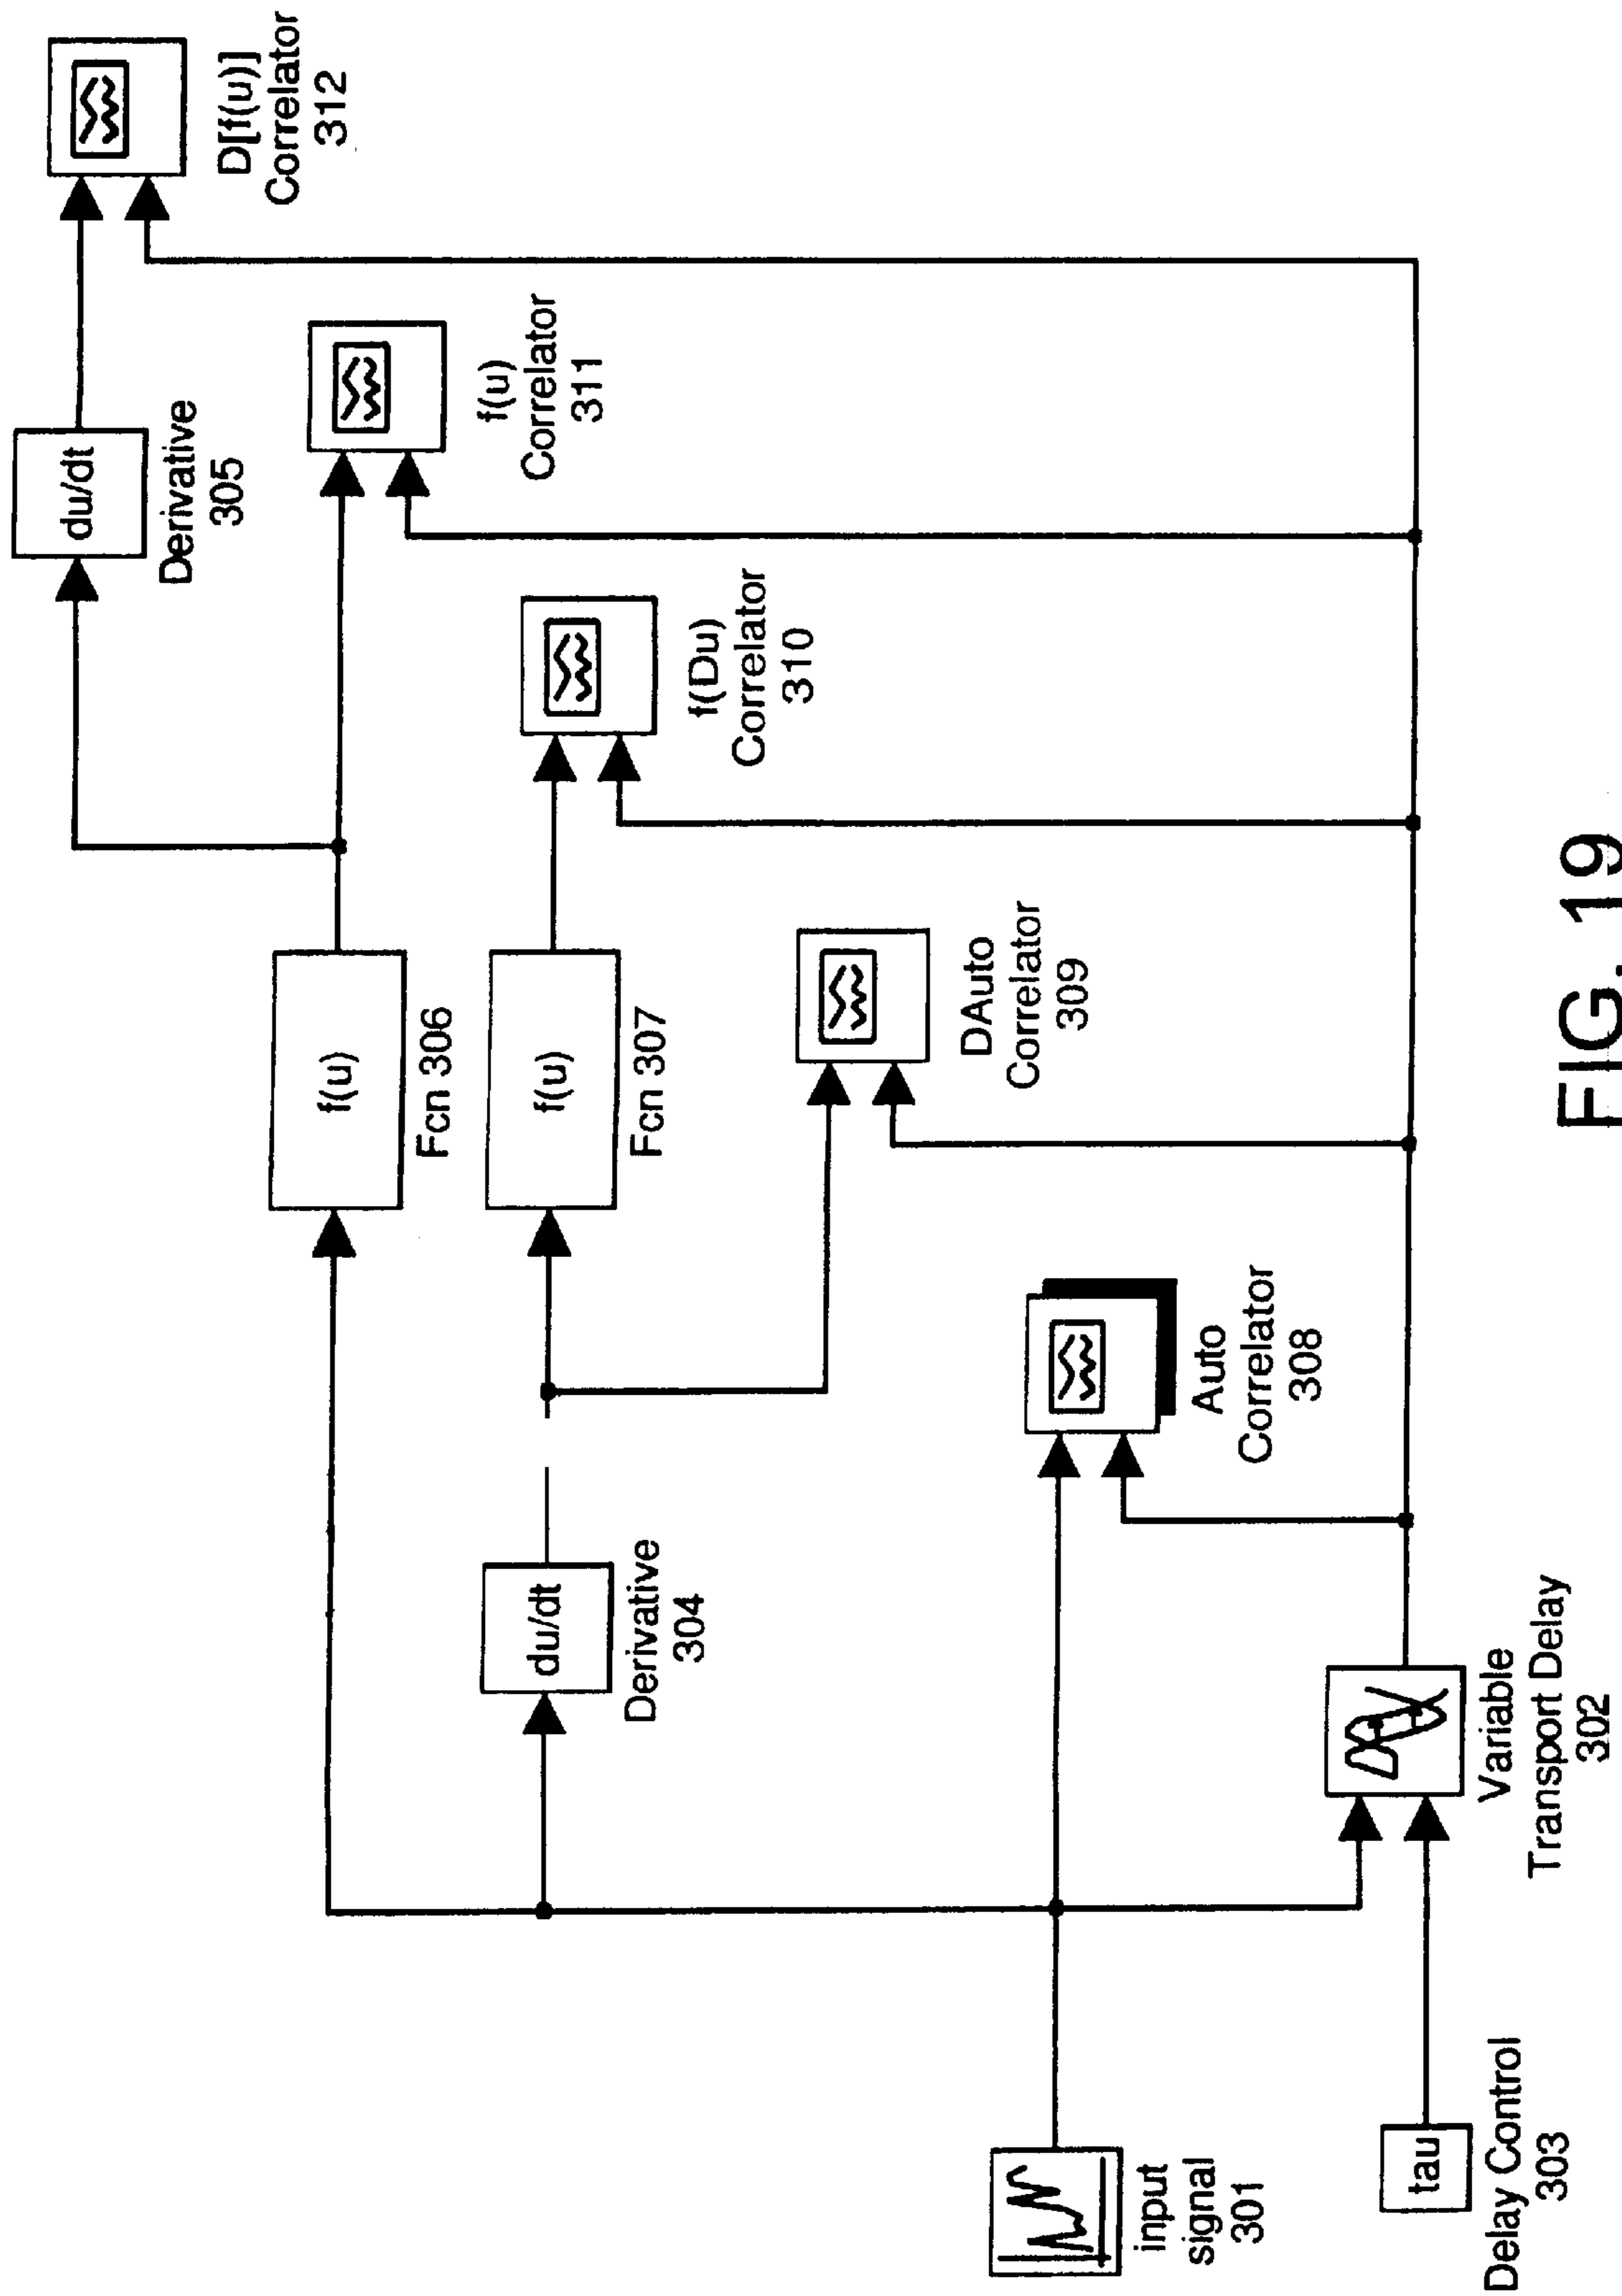 du/dt
Derivative
305
D[f(u)]
Correlator
312
f(u)
Fcn 306
f(u)
Correlator
311
du/dt
Derivative
304
f(u)
Fcn 307
f(Du)
Correlator
310
DAuto
Correlator
309
input
signal
301
Auto
Correlator
308
tau
Delay Control
303
Variable
Transport Delay
302
FIG. 19